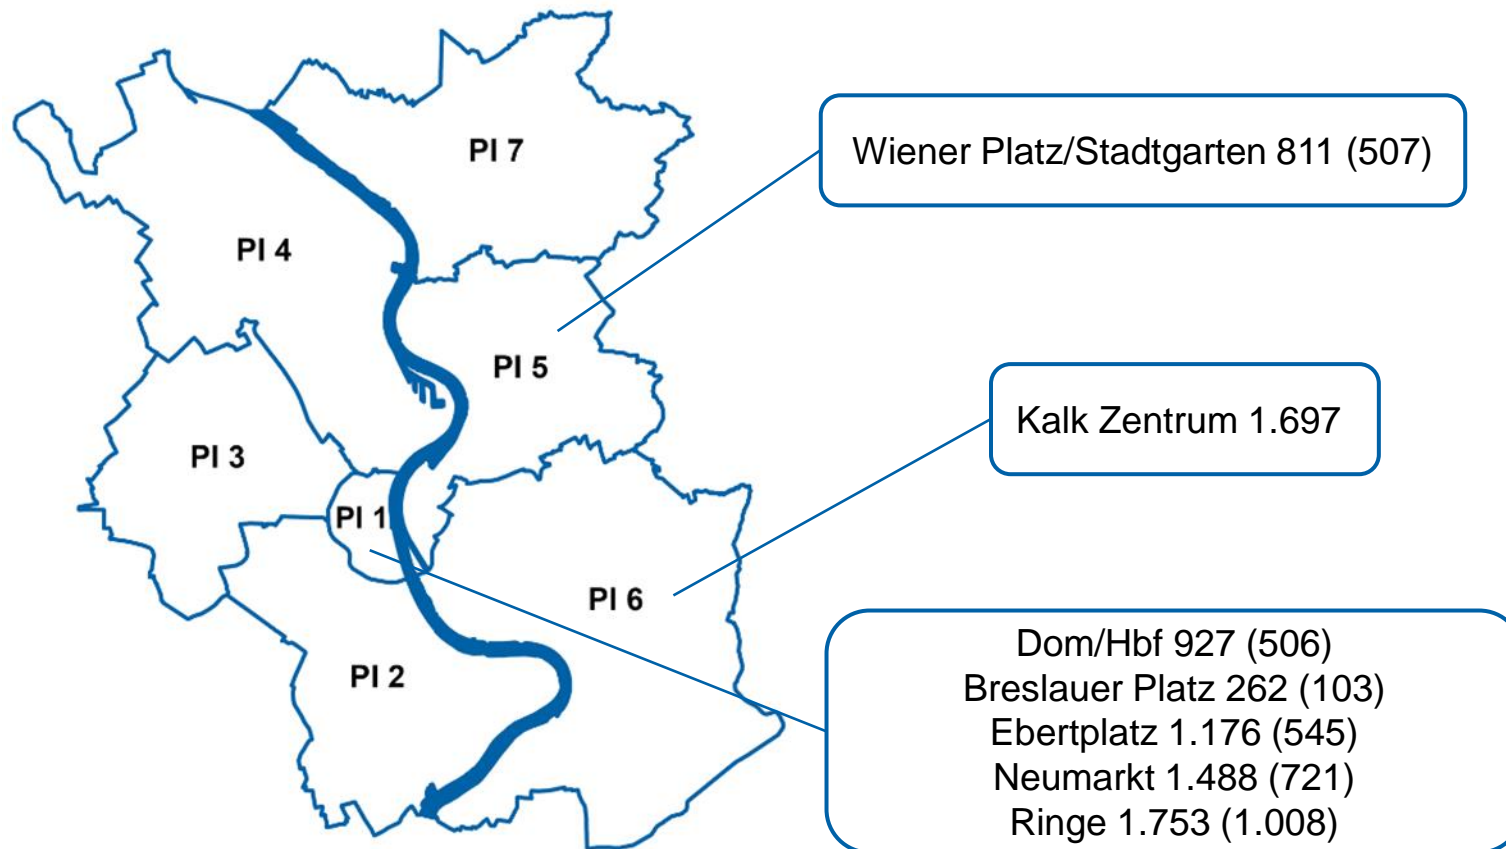 PI 7
Wiener Platz/Stadtgarten 811 (507)
PI 4
PI 5
Kalk Zentrum 1.697
PI 3
PI 1
PI 6
PI 2
Dom/Hbf 927 (506)
Breslauer Platz 262 (103)
Ebertplatz 1.176 (545)
Neumarkt 1.488 (721)
Ringe 1.753 (1.008)